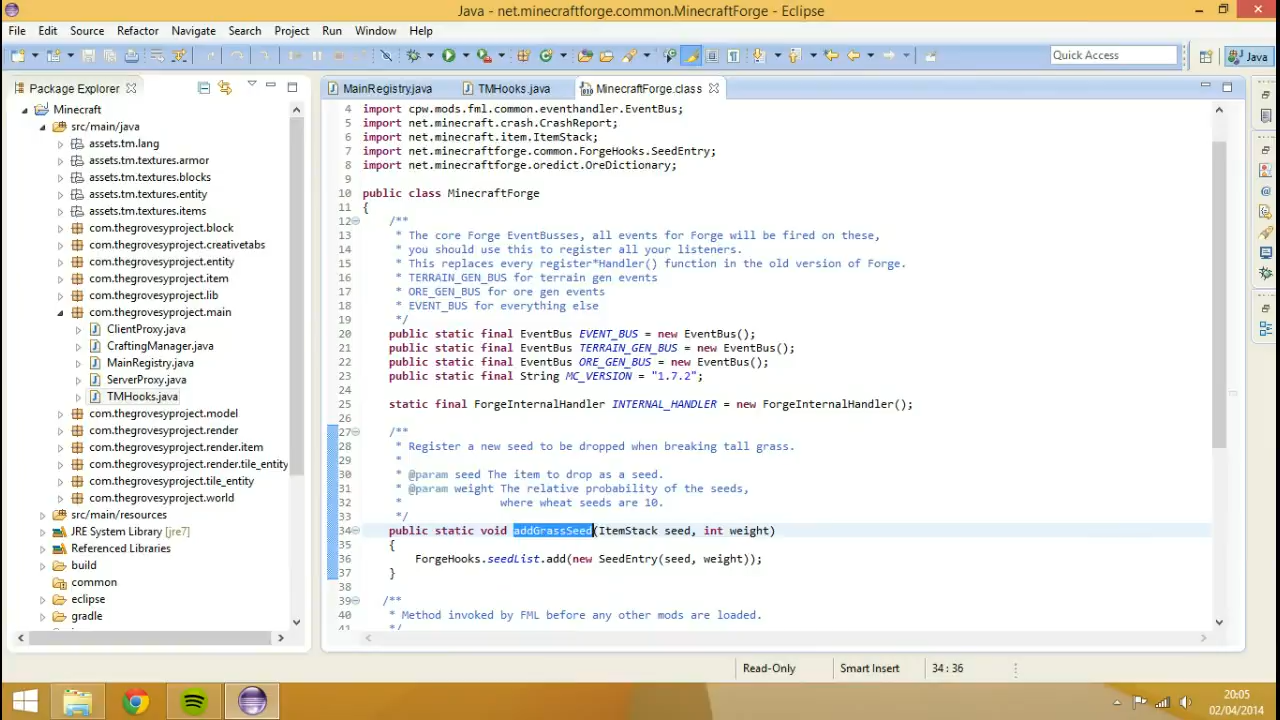 Java - net.minecraftforge.common.MinecraftForge - Eclipse
File Edit Source Refactor Navigate Search Project Run Window Help
Quick Access
Java
Package Explorer
MainRegistry.java
TMHooks.java
MinecraftForge.class
Minecraft
src/main/java
assets.tm.lang
assets.tm.textures.armor
assets.tm.textures.blocks
assets.tm.textures.entity
assets.tm.textures.items
com.thegrovesyproject.block
com.thegrovesyproject.creativetabs
com.thegrovesyproject.entity
com.thegrovesyproject.item
com.thegrovesyproject.lib
com.thegrovesyproject.main
ClientProxy.java
CraftingManager.java
MainRegistry.java
ServerProxy.java
TMHooks.java
com.thegrovesyproject.model
com.thegrovesyproject.render
com.thegrovesyproject.render.item
com.thegrovesyproject.render.tile_entity
com.thegrovesyproject.tile_entity
com.thegrovesyproject.world
src/main/resources
JRE System Library [jre7]
Referenced Libraries
build
common
eclipse
gradle
4 import cpw.mods.fml.common.eventhandler.EventBus;
5 import net.minecraft.crash.CrashReport;
6 import net.minecraft.item.ItemStack;
7 import net.minecraftforge.common.ForgeHooks.SeedEntry;
8 import net.minecraftforge.oredict.OreDictionary;
9
10 public class MinecraftForge
11 {
12 /**
13 * The core Forge EventBusses, all events for Forge will be fired on these,
14 * you should use this to register all your listeners.
15 * This replaces every register*Handler() function in the old version of Forge.
16 * TERRAIN_GEN_BUS for terrain gen events
17 * ORE_GEN_BUS for ore gen events
18 * EVENT_BUS for everything else
19 */
20 public static final EventBus EVENT_BUS = new EventBus();
21 public static final EventBus TERRAIN_GEN_BUS = new EventBus();
22 public static final EventBus ORE_GEN_BUS = new EventBus();
23 public static final String MC_VERSION = "1.7.2";
24
25 static final ForgeInternalHandler INTERNAL_HANDLER = new ForgeInternalHandler();
26
27 /**
28 * Register a new seed to be dropped when breaking tall grass.
29 *
30 * @param seed The item to drop as a seed.
31 * @param weight The relative probability of the seeds,
32 * where wheat seeds are 10.
33 */
34 public static void addGrassSeed(ItemStack seed, int weight)
35 {
36 ForgeHooks.seedList.add(new SeedEntry(seed, weight));
37 }
38
39 /**
40 * Method invoked by FML before any other mods are loaded.
41 */
Read-Only
Smart Insert
34 : 36
20:05
02/04/2014